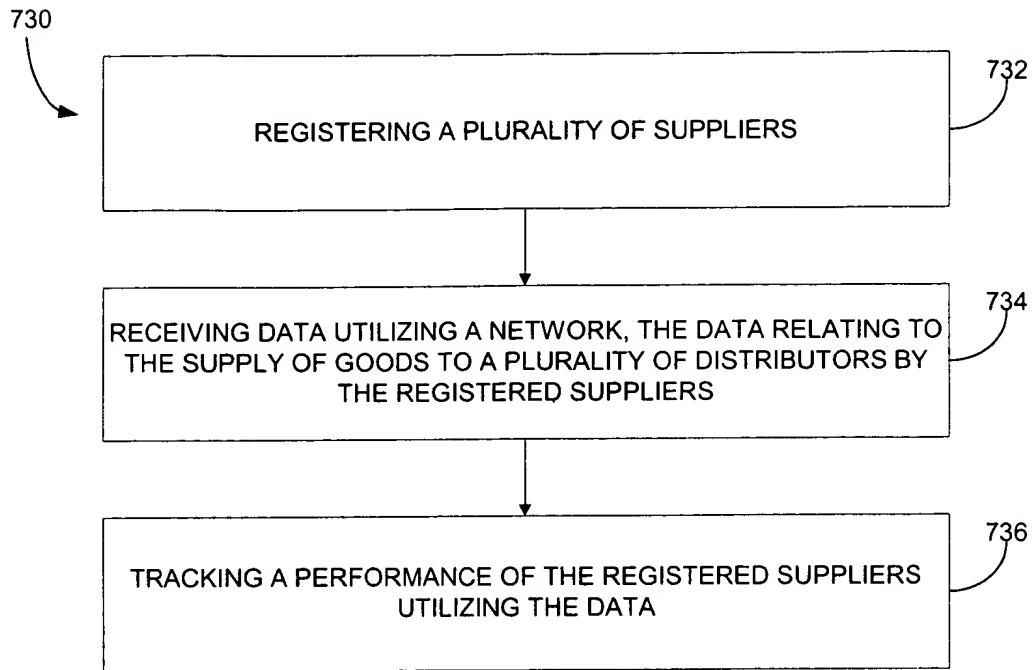 730
732
REGISTERING A PLURALITY OF SUPPLIERS
734
RECEIVING DATA UTILIZING A NETWORK, THE DATA RELATING TO
THE SUPPLY OF GOODS TO A PLURALITY OF DISTRIBUTORS BY
THE REGISTERED SUPPLIERS
736
TRACKING A PERFORMANCE OF THE REGISTERED SUPPLIERS
UTILIZING THE DATA